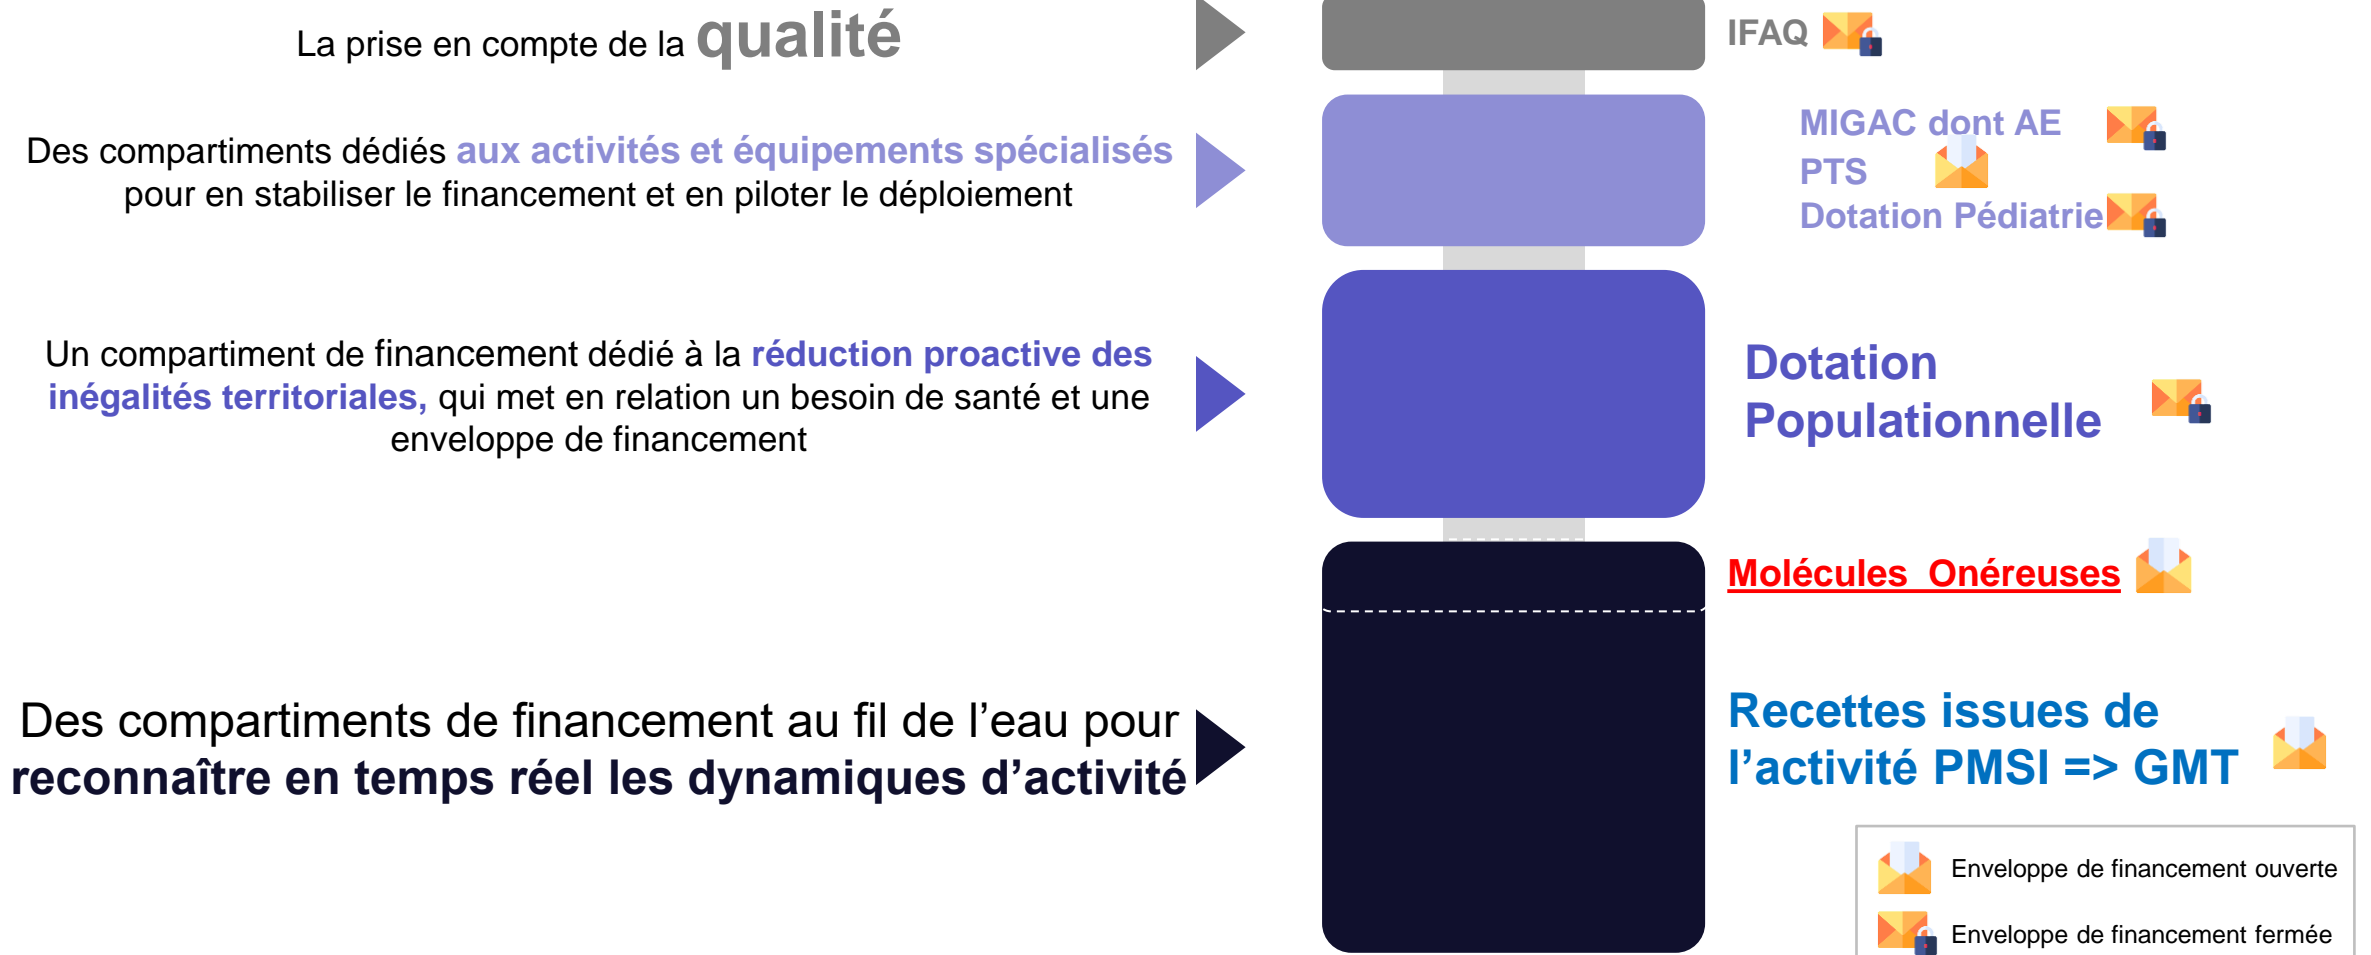 La prise en compte de la qualité
IFAQ
Des compartiments dédiés aux activités et équipements spécialisés
pour en stabiliser le financement et en piloter le déploiement
MIGAC dont AE
PTS
Dotation Pédiatrie
Un compartiment de financement dédié à la réduction proactive des
inégalités territoriales, qui met en relation un besoin de santé et une
enveloppe de financement
Dotation
Populationnelle
Molécules Onéreuses
Des compartiments de financement au fil de l’eau pour
reconnaître en temps réel les dynamiques d’activité
Recettes issues de
l’activité PMSI => GMT
Enveloppe de financement ouverte
Enveloppe de financement fermée